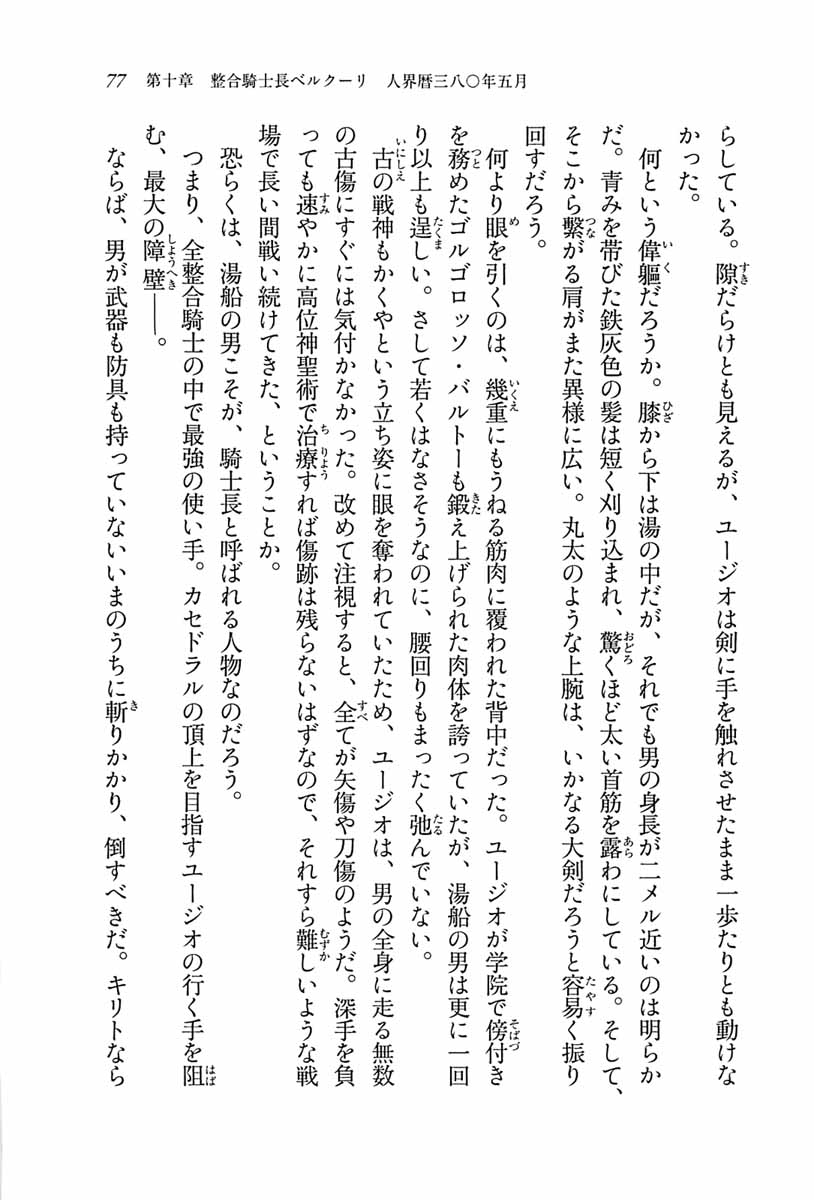 77　第十章　整合騎士長ベルクーリ　人界暦三八〇年五月
らしている。隙だらけとも見えるが、ユージオは剣に手を触れさせたまま一歩たりとも動けな
かった。
　何という偉軀だろうか。膝から下は湯の中だが、それでも男の身長が二メル近いのは明らか
だ。青みを帯びた鉄灰色の髪は短く刈り込まれ、驚くほど太い首筋を露わにしている。そして、
そこから繫がる肩がまた異様に広い。丸太のような上腕は、いかなる大剣だろうと容易く振り
回すだろう。
　何より眼を引くのは、幾重にもうねる筋肉に覆われた背中だった。ユージオが学院で傍付き
を務めたゴルゴロッソ・バルトーも鍛え上げられた肉体を誇っていたが、湯船の男は更に一回
り以上も逞しい。さして若くはなさそうなのに、腰回りもまったく弛んでいない。
　古の戦神もかくやという立ち姿に眼を奪われていたため、ユージオは、男の全身に走る無数
の古傷にすぐには気付かなかった。改めて注視すると、全てが矢傷や刀傷のようだ。深手を負
っても速やかに高位神聖術で治療すれば傷跡は残らないはずなので、それすら難しいような戦
場で長い間戦い続けてきた、ということか。
　恐らくは、湯船の男こそが、騎士長と呼ばれる人物なのだろう。
　つまり、全整合騎士の中で最強の使い手。カセドラルの頂上を目指すユージオの行く手を阻
む、最大の障壁――。
　ならば、男が武器も防具も持っていないいまのうちに斬りかかり、倒すべきだ。キリトなら